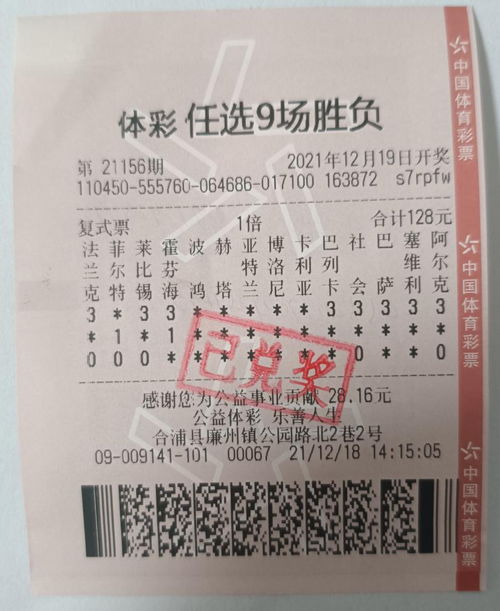 体彩 任选9场胜负
第 21156期 2021年12月19日开奖
110450-555760-064686-017100 163872 s7rpfw
复式票 1倍 合计128元
法 菲 莱 霍 波 赫 亚 博 卡 巴 社 巴 塞 阿
兰 尔 比 芬 特 洛 利 列 维 尔
克 特 锡 海 鸿 塔 兰 尼 亚 卡 会 萨 利 克
3 * 3 3 * * * * * 3 3 3 3 3
* 1 * 1 * * * * * * * * * *
0 0 0 * * * * * * * 0 * * 0
已兑奖
感谢您为公益事业贡献 28.16元
公益体彩 乐善人生
合浦县廉州镇公园路北2巷2号
09-009141-101 00067 21/12/18 14:15:05
中国体育彩票
中国体育彩票
中国体育彩票